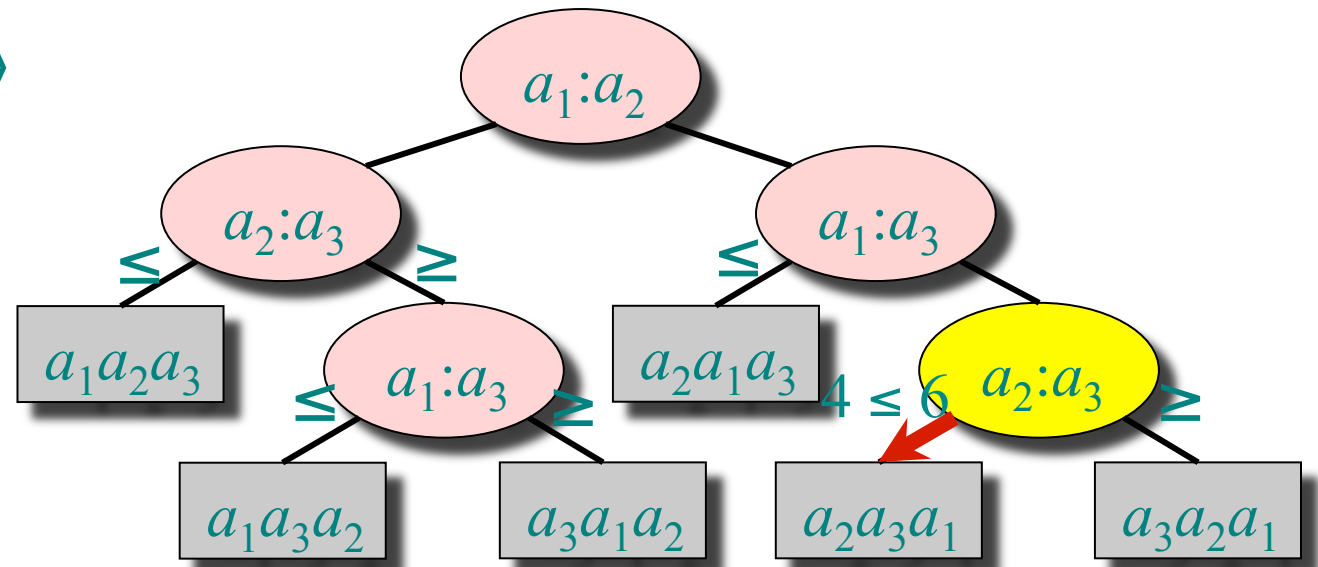 ⟩
a₁:a₂
a₂:a₃ a₁:a₃
≤ ≥ ≤
a₁a₂a₃ a₁:a₃ a₂a₁a₃ a₂:a₃
≤ ≥ 4 ≤ 6 ≥
a₁a₃a₂ a₃a₁a₂ a₂a₃a₁ a₃a₂a₁